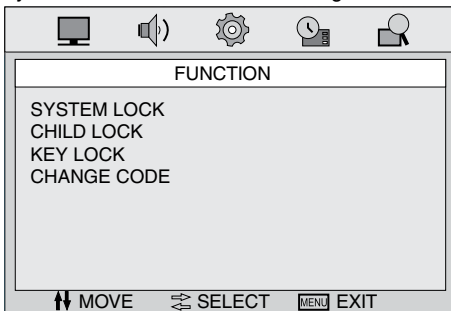 FUNCTION
SYSTEM LOCK
CHILD LOCK
KEY LOCK
CHANGE CODE
MOVE SELECT MENU EXIT